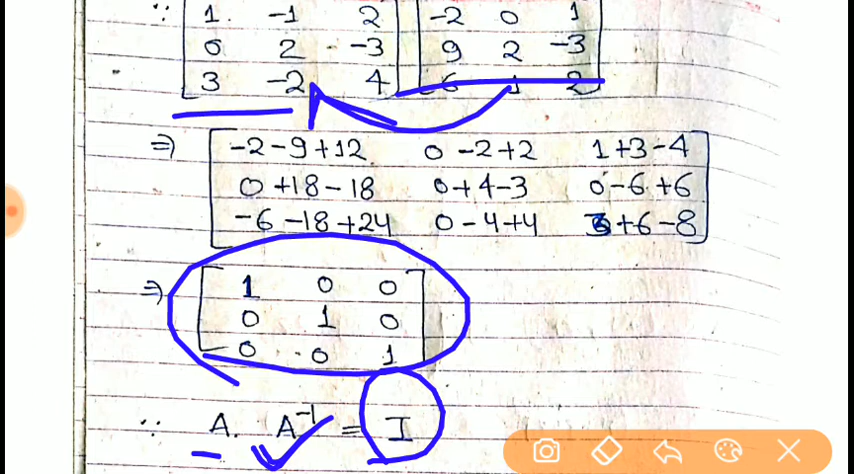 ∵ [1. -1 2] [-2 0 1]
[0 2 -3] [9 2 -3]
[3 -2 4] [6 1 2]
⇒ [-2-9+12 0-2+2 1+3-4]
[0+18-18 0+4-3 0-6+6]
[-6-18+24 0-4+4 3+6-8]
⇒ [1 0 0]
[0 1 0]
[0 0 1]
∵ A. A⁻¹ = I